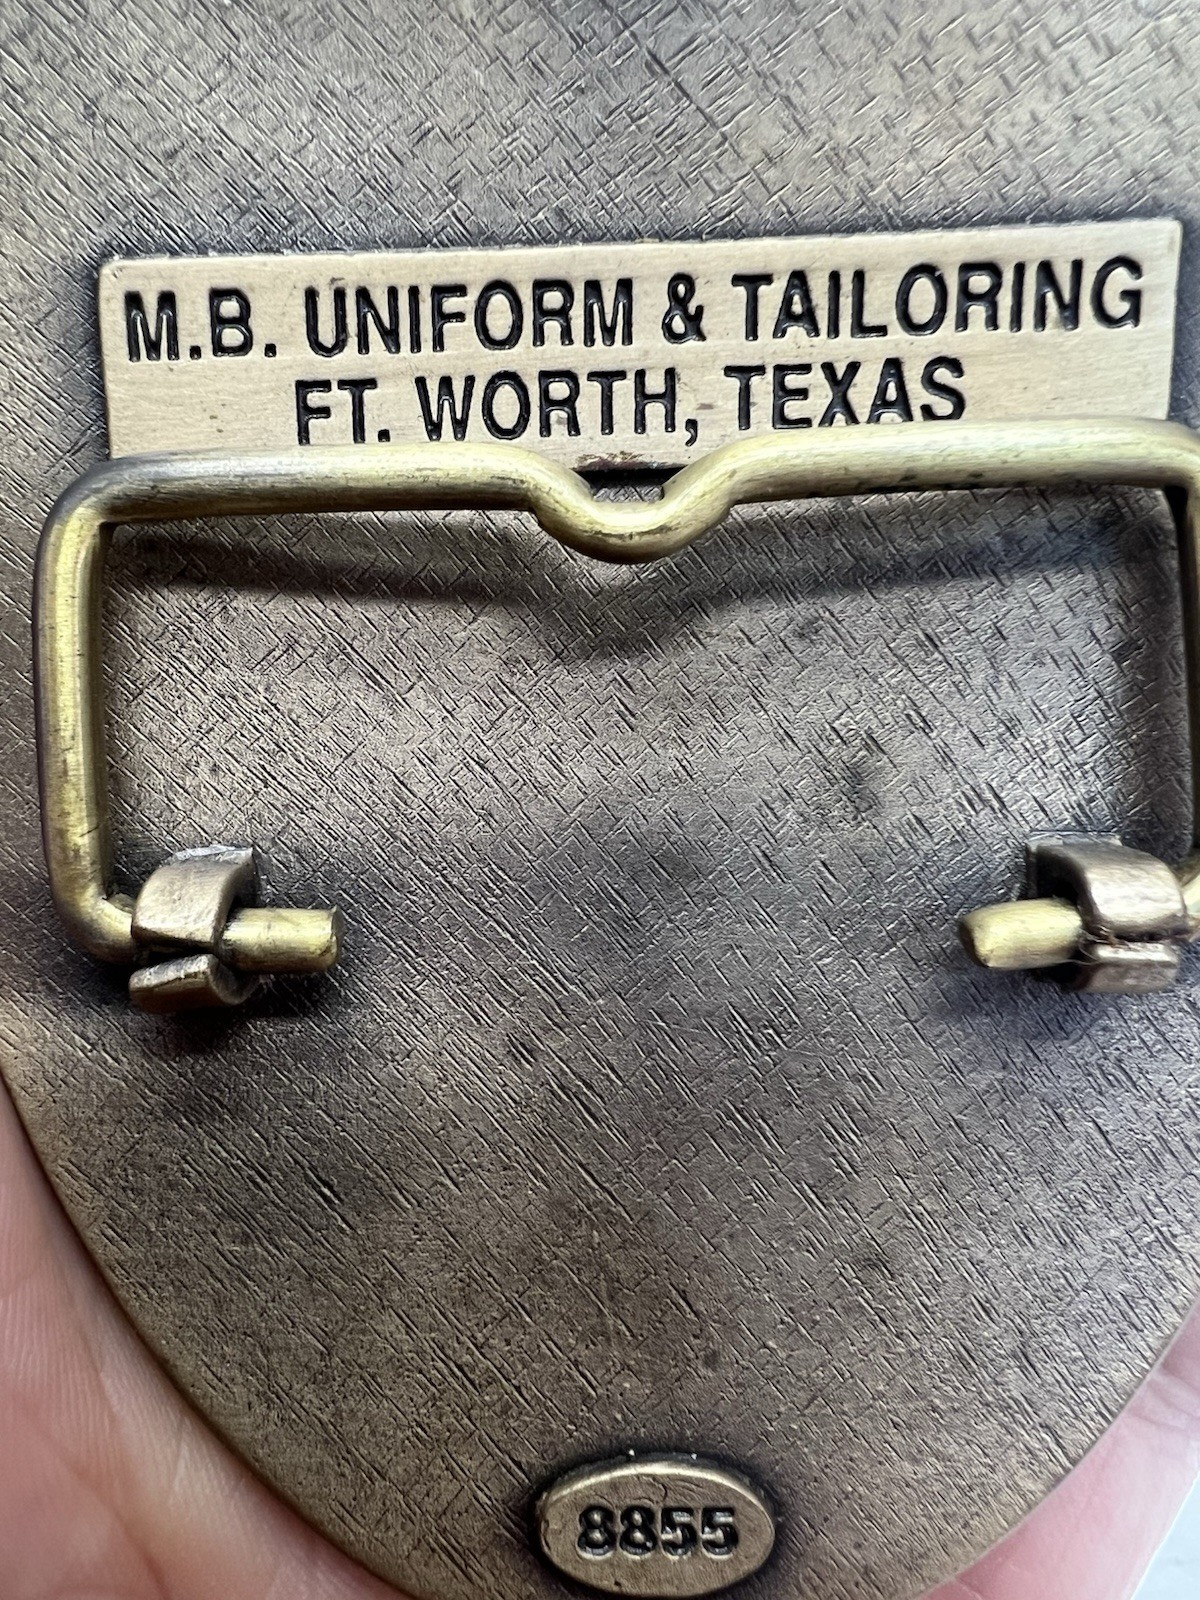 M.B. UNIFORM & TAILORING
FT. WORTH, TEXAS
8855